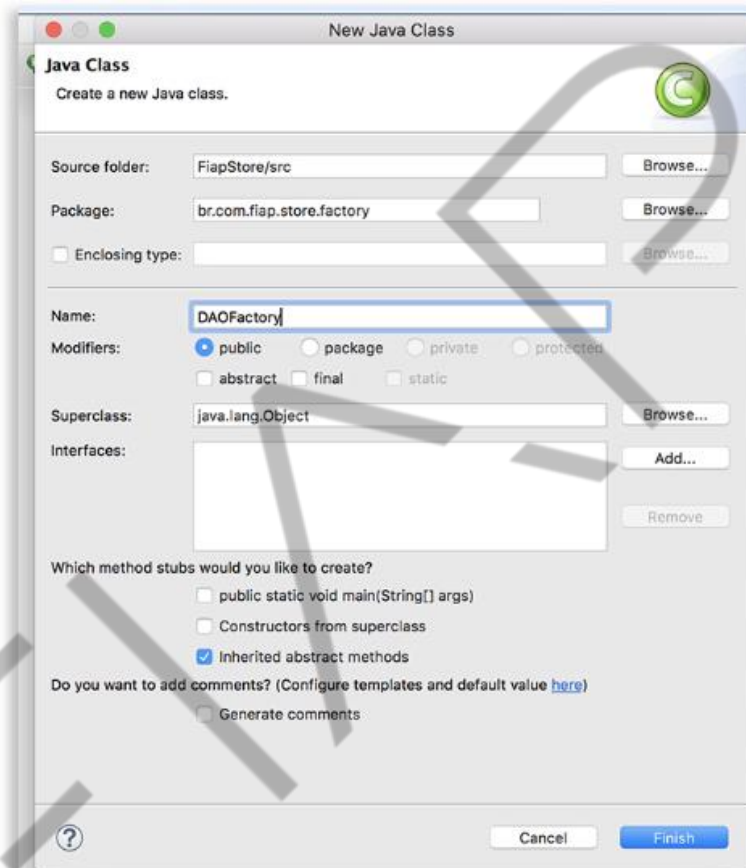 New Java Class
Java Class
Create a new Java class.
C
Source folder: FiapStore/src Browse...
Package: br.com.fiap.store.factory Browse...
Enclosing type: Browse...
Name: DAOFactory
Modifiers: public package private protected
abstract final static
Superclass: java.lang.Object Browse...
Interfaces: Add...
Remove
Which method stubs would you like to create?
public static void main(String[] args)
Constructors from superclass
Inherited abstract methods
Do you want to add comments? (Configure templates and default value here)
Generate comments
? Cancel Finish
FIAP